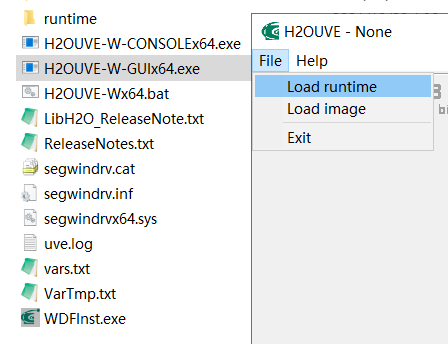 runtime
H2OUVE-W-CONSOLEx64.exe
H2OUVE-W-GUIx64.exe
H2OUVE-Wx64.bat
LibH2O_ReleaseNote.txt
ReleaseNotes.txt
segwindrv.cat
segwindrv.inf
segwindrvx64.sys
uve.log
vars.txt
VarTmp.txt
WDFInst.exe
H2OUVE - None
File Help
Load runtime
Load image
Exit